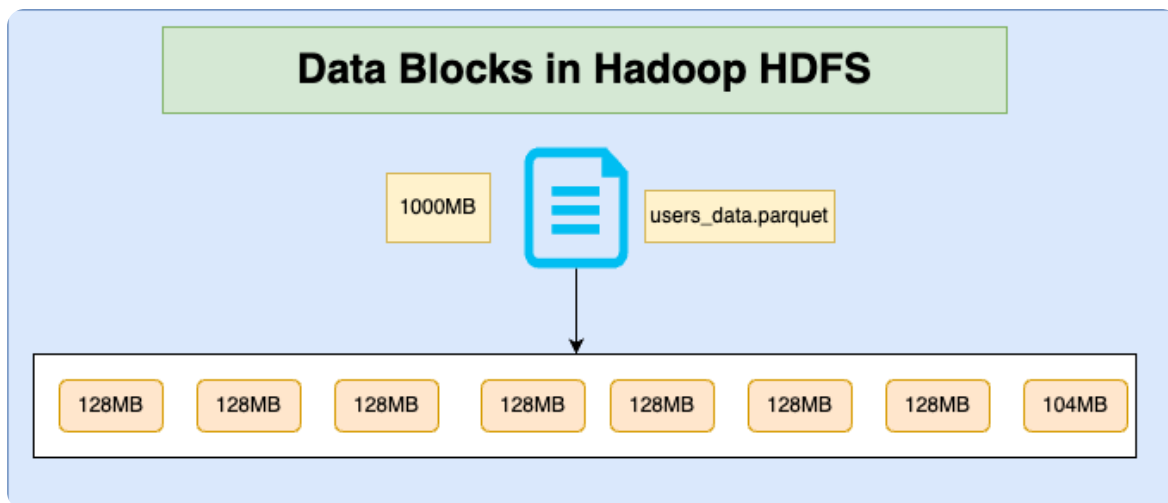 Data Blocks in Hadoop HDFS
1000MB
users_data.parquet
128MB
128MB
128MB
128MB
128MB
128MB
128MB
104MB